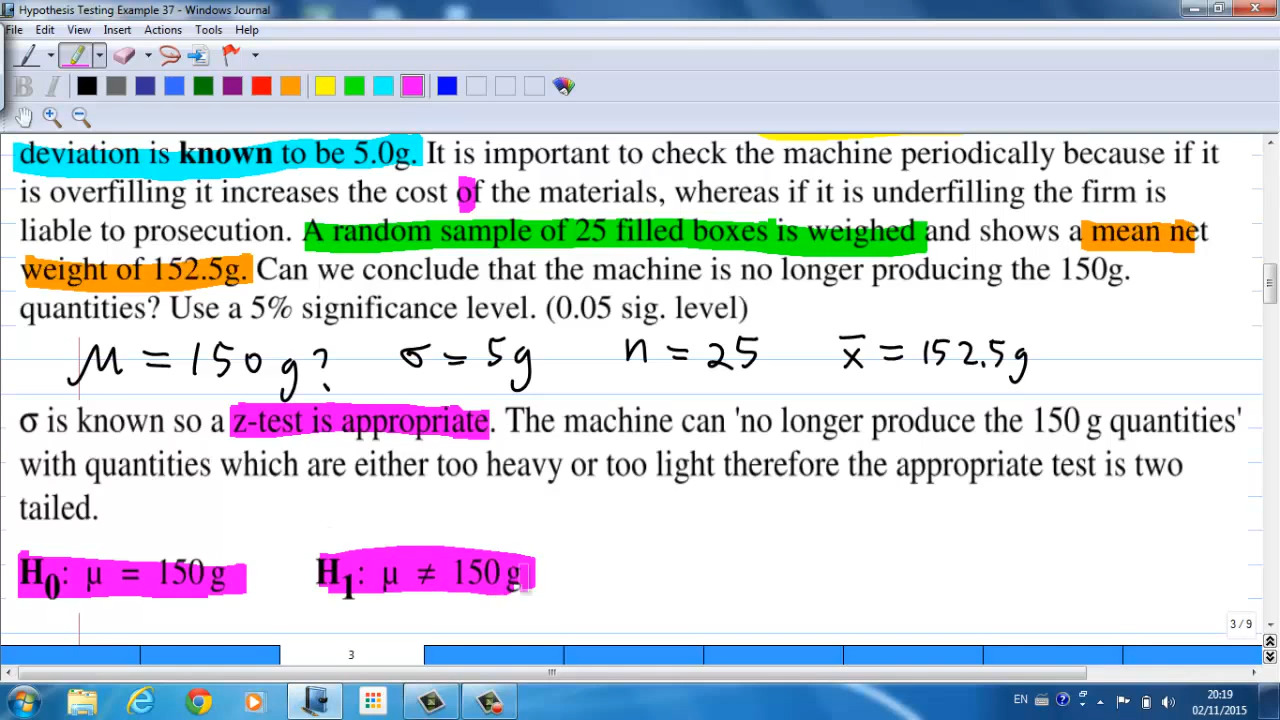 Hypothesis Testing Example 37 - Windows Journal
File Edit View Insert Actions Tools Help
B I
deviation is known to be 5.0g. It is important to check the machine periodically because if it
is overfilling it increases the cost of the materials, whereas if it is underfilling the firm is
liable to prosecution. A random sample of 25 filled boxes is weighed and shows a mean net
weight of 152.5g. Can we conclude that the machine is no longer producing the 150g.
quantities? Use a 5% significance level. (0.05 sig. level)
μ = 150g? σ = 5g n = 25 x̅ = 152.5g
σ is known so a z-test is appropriate. The machine can 'no longer produce the 150 g quantities'
with quantities which are either too heavy or too light therefore the appropriate test is two
tailed.
H₀: μ = 150 g H₁: μ ≠ 150 g
3 / 9
3
EN
20:19
02/11/2015